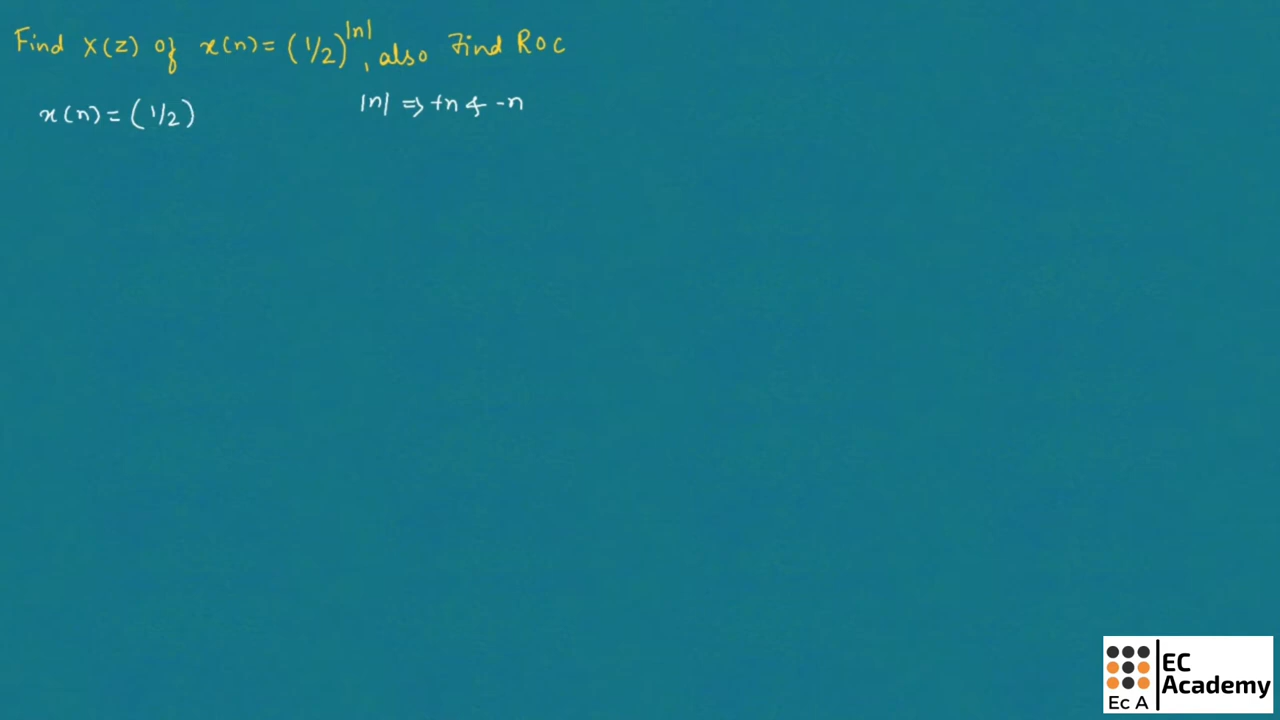 Find X(Z) of x(n) = (1/2)^|n|, also Find ROC
x(n) = (1/2)
|n| ⇒ +n & -n
EC
Academy
Ec A